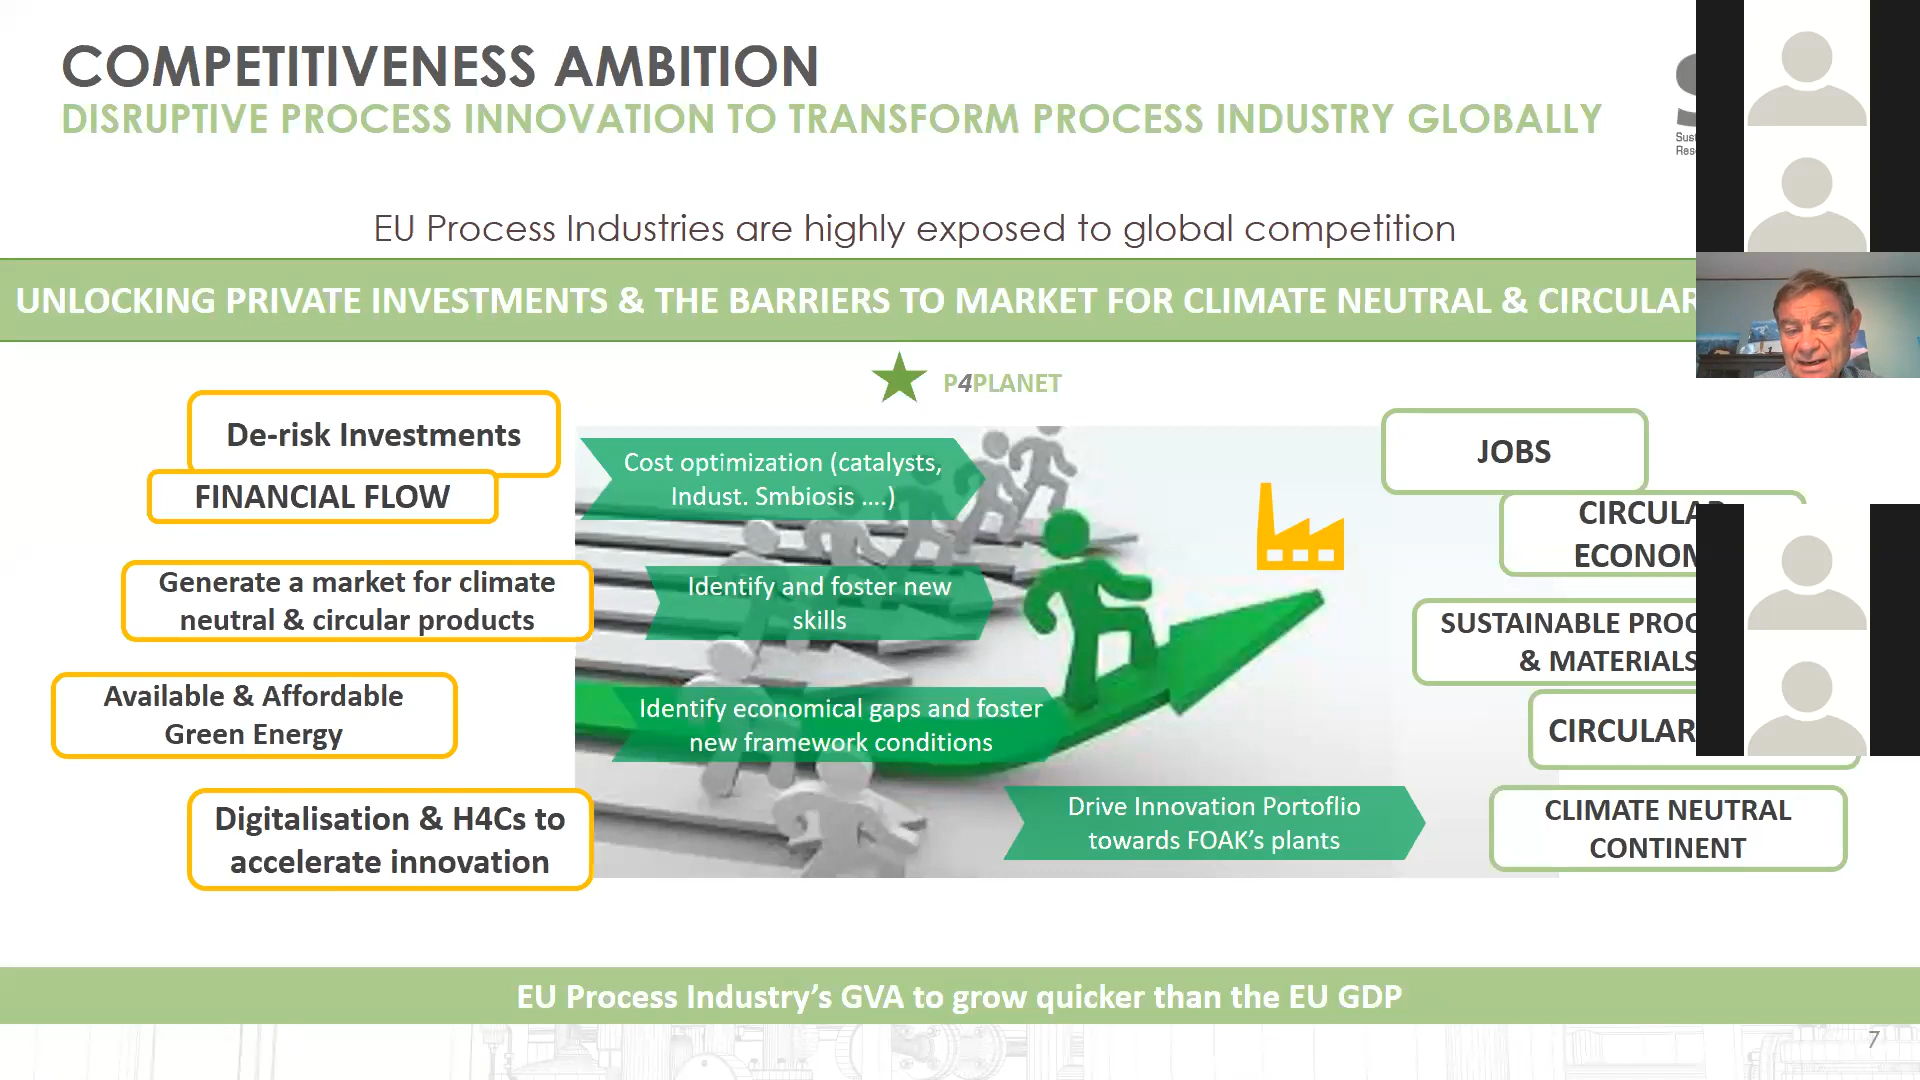 COMPETITIVENESS AMBITION
DISRUPTIVE PROCESS INNOVATION TO TRANSFORM PROCESS INDUSTRY GLOBALLY
EU Process Industries are highly exposed to global competition
UNLOCKING PRIVATE INVESTMENTS & THE BARRIERS TO MARKET FOR CLIMATE NEUTRAL & CIRCULAR
P4PLANET
De-risk Investments
FINANCIAL FLOW
Generate a market for climate
neutral & circular products
Available & Affordable
Green Energy
Digitalisation & H4Cs to
accelerate innovation
Cost optimization (catalysts,
Indust. Smbiosis ....)
Identify and foster new
skills
Identify economical gaps and foster
new framework conditions
Drive Innovation Portoflio
towards FOAK’s plants
JOBS
SUSTAINABLE
& MATERIALS
CIRCULAR
CLIMATE NEUTRAL
CONTINENT
EU Process Industry’s GVA to grow quicker than the EU GDP
7